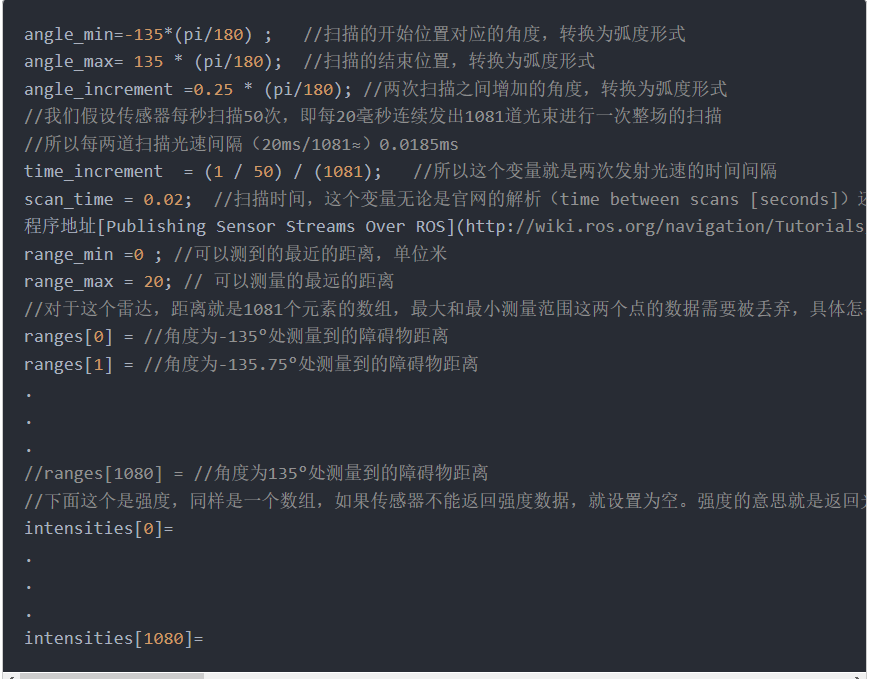 angle_min=-135*(pi/180) ;   //扫描的开始位置对应的角度，转换为弧度形式
angle_max= 135 * (pi/180);  //扫描的结束位置，转换为弧度形式
angle_increment =0.25 * (pi/180); //两次扫描之间增加的角度，转换为弧度形式
//我们假设传感器每秒扫描50次，即每20毫秒连续发出1081道光束进行一次整场的扫描
//所以每两道扫描光速间隔（20ms/1081≈）0.0185ms
time_increment  = (1 / 50) / (1081);   //所以这个变量就是两次发射光速的时间间隔
scan_time = 0.02;  //扫描时间，这个变量无论是官网的解析（time between scans [seconds]）
程序地址[Publishing Sensor Streams Over ROS](http://wiki.ros.org/navigation/Tutorials
range_min =0 ; //可以测到的最近的距离，单位米
range_max = 20; // 可以测量的最远的距离
//对于这个雷达，距离就是1081个元素的数组，最大和最小测量范围这两个点的数据需要被丢弃，具体怎
ranges[0] = //角度为-135°处测量到的障碍物距离
ranges[1] = //角度为-135.75°处测量到的障碍物距离
.
.
.
//ranges[1080] = //角度为135°处测量到的障碍物距离
//下面这个是强度，同样是一个数组，如果传感器不能返回强度数据，就设置为空。强度的意思就是返回
intensities[0]=
.
.
.
intensities[1080]=